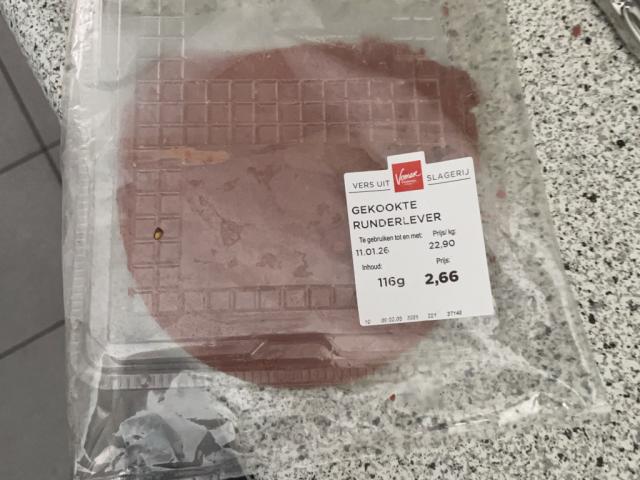 VERS UIT Vomar SLAGERIJ
GEKOOKTE
RUNDERLEVER
Te gebruiken tot en met: Prijs/ kg:
11.01.26 22,90
Inhoud: Prijs:
116g 2,66